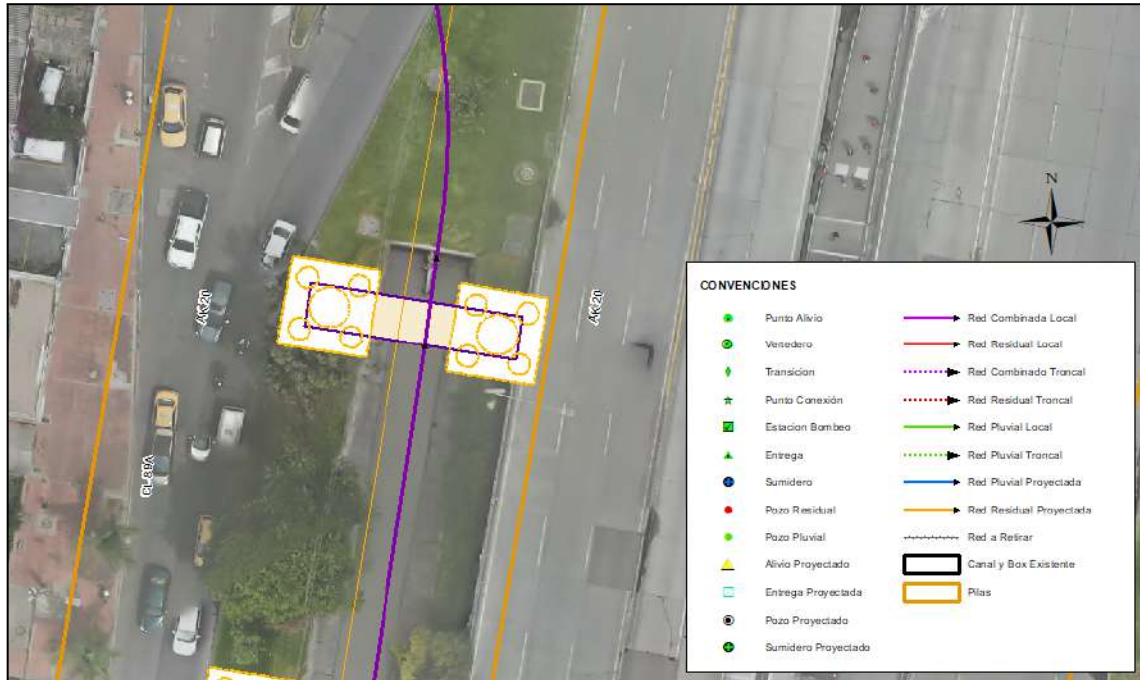 N
AK 20
AK 20
CL 89A
CONVENCIONES
Punto Alivio
Vertedero
Transicion
Punto Conexión
Estacion Bombeo
Entrega
Sumidero
Pozo Residual
Pozo Pluvial
Alivio Proyectado
Entrega Proyectada
Pozo Proyectado
Sumidero Proyectado
Red Combinada Local
Red Residual Local
Red Combinado Troncal
Red Residual Troncal
Red Pluvial Local
Red Pluvial Troncal
Red Pluvial Proyectada
Red Residual Proyectada
Red a Retirar
Canal y Box Existente
Pilas